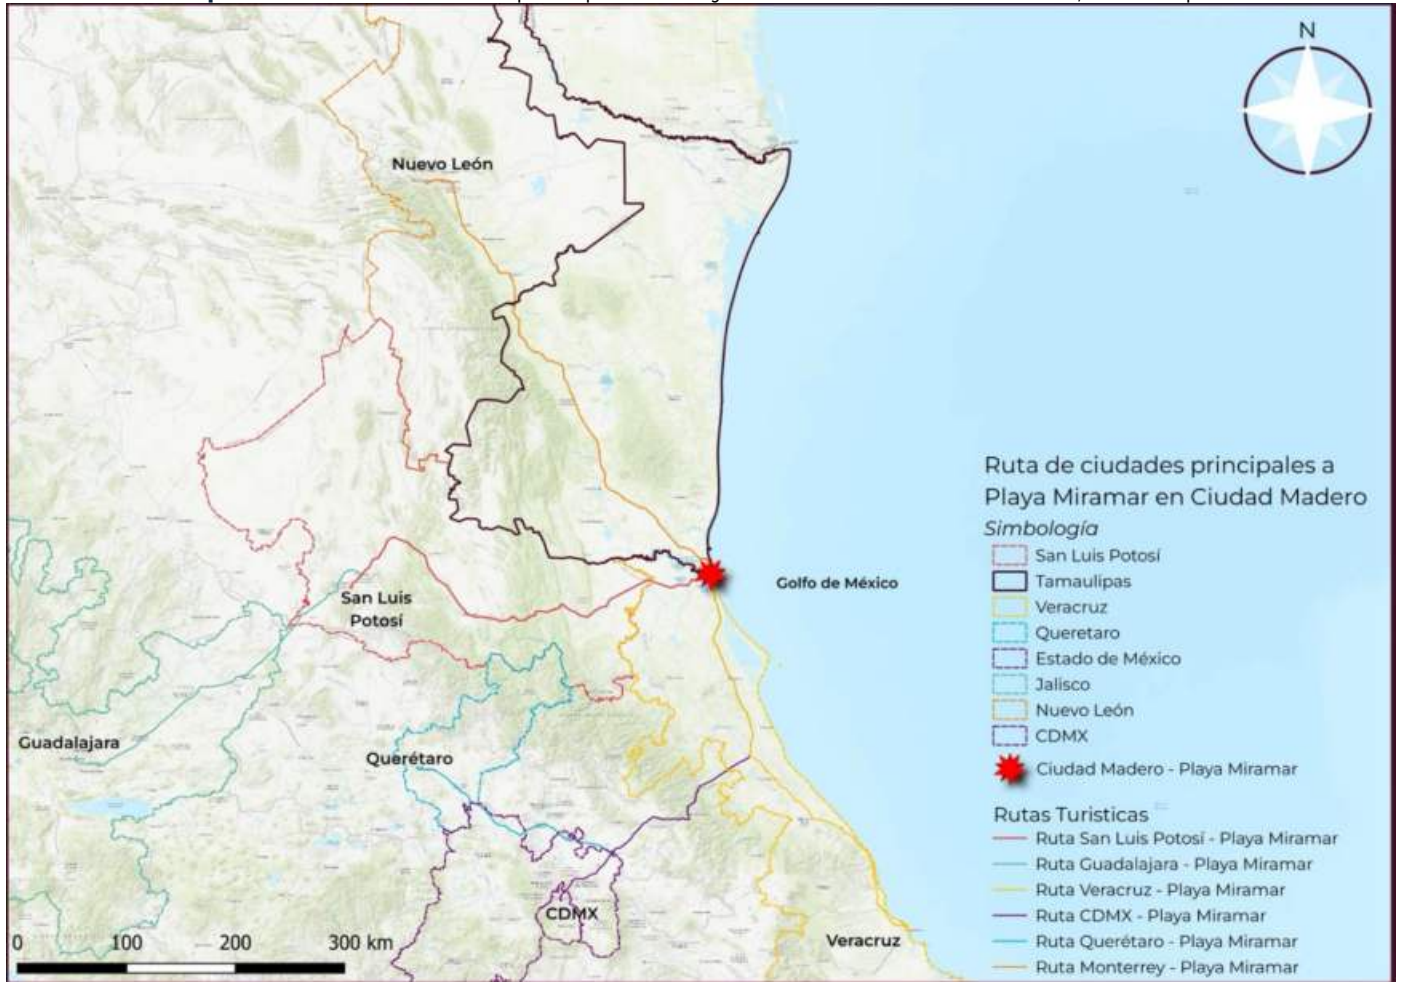 N
Nuevo León
San Luis
Potosí
Guadalajara
Querétaro
CDMX
Veracruz
Golfo de México
0 100 200 300 km
Ruta de ciudades principales a
Playa Miramar en Ciudad Madero
Simbología
San Luis Potosí
Tamaulipas
Veracruz
Queretaro
Estado de México
Jalisco
Nuevo León
CDMX
Ciudad Madero - Playa Miramar
Rutas Turisticas
Ruta San Luis Potosí - Playa Miramar
Ruta Guadalajara - Playa Miramar
Ruta Veracruz - Playa Miramar
Ruta CDMX - Playa Miramar
Ruta Querétaro - Playa Miramar
Ruta Monterrey - Playa Miramar